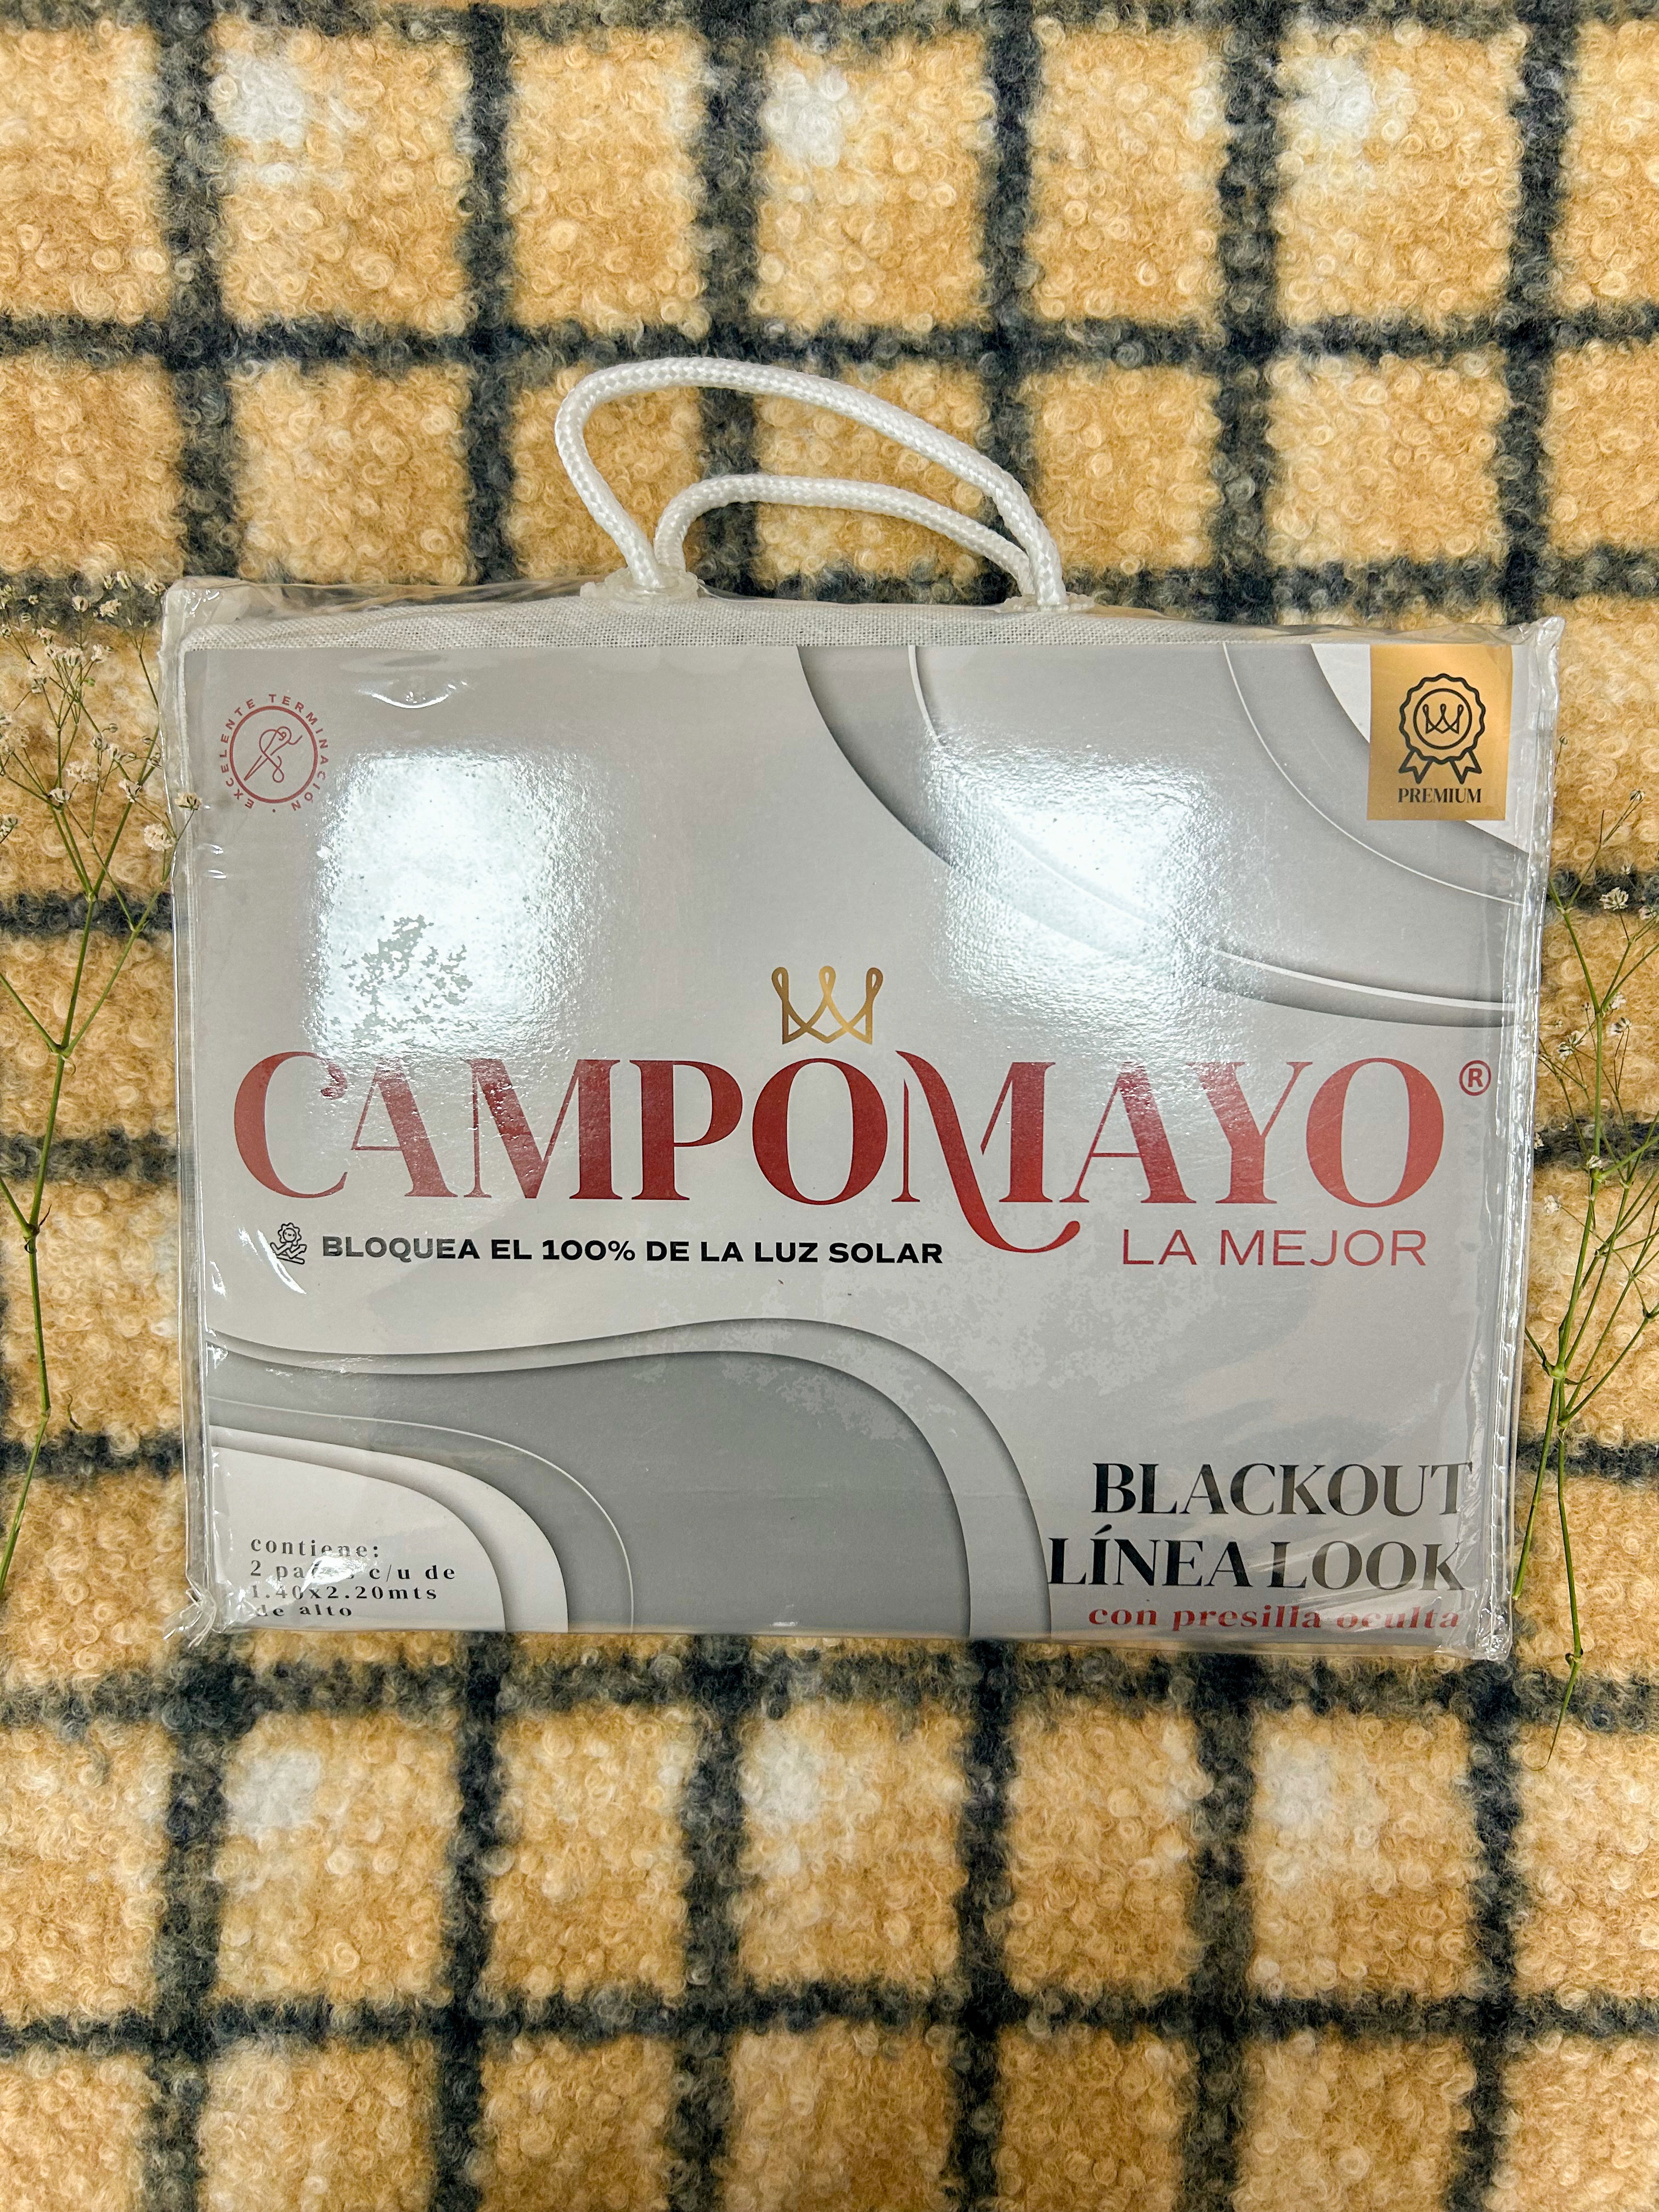 EXCELENTE TERMINACIÓN
PREMIUM
CAMPOMAYO®
LA MEJOR
BLOQUEA EL 100% DE LA LUZ SOLAR
BLACKOUT
LÍNEA LOOK
con presilla oculta
contiene:
2 c/u de
1.40x2.20mts
de alto